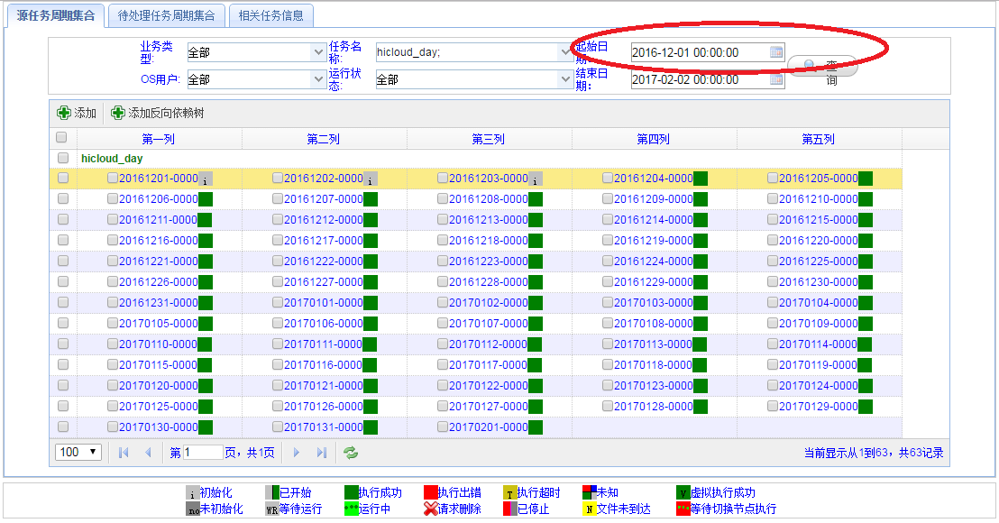 源任务周期集合 待处理任务周期集合 相关任务信息
业务类型: 全部 任务名称: hicloud_day; 起始日期: 2016-12-01 00:00:00
OS用户: 全部 运行状态: 全部 结束日期: 2017-02-02 00:00:00 查询
添加 添加反向依赖树
第一列 第二列 第三列 第四列 第五列
hicloud_day
20161201-0000 i 20161202-0000 i 20161203-0000 i 20161204-0000 20161205-0000
20161206-0000 20161207-0000 20161208-0000 20161209-0000 20161210-0000
20161211-0000 20161212-0000 20161213-0000 20161214-0000 20161215-0000
20161216-0000 20161217-0000 20161218-0000 20161219-0000 20161220-0000
20161221-0000 20161222-0000 20161223-0000 20161224-0000 20161225-0000
20161226-0000 20161227-0000 20161228-0000 20161229-0000 20161230-0000
20161231-0000 20170101-0000 20170102-0000 20170103-0000 20170104-0000
20170105-0000 20170106-0000 20170107-0000 20170108-0000 20170109-0000
20170110-0000 20170111-0000 20170112-0000 20170113-0000 20170114-0000
20170115-0000 20170116-0000 20170117-0000 20170118-0000 20170119-0000
20170120-0000 20170121-0000 20170122-0000 20170123-0000 20170124-0000
20170125-0000 20170126-0000 20170127-0000 20170128-0000 20170129-0000
20170130-0000 20170131-0000 20170201-0000
100 第 1 页，共1页 当前显示从1到63，共63记录
i 初始化 已开始 执行成功 执行出错 T 执行超时 未知 V 虚拟执行成功
no 未初始化 WR 等待运行 运行中 请求删除 已停止 N 文件未到达 等待切换节点执行